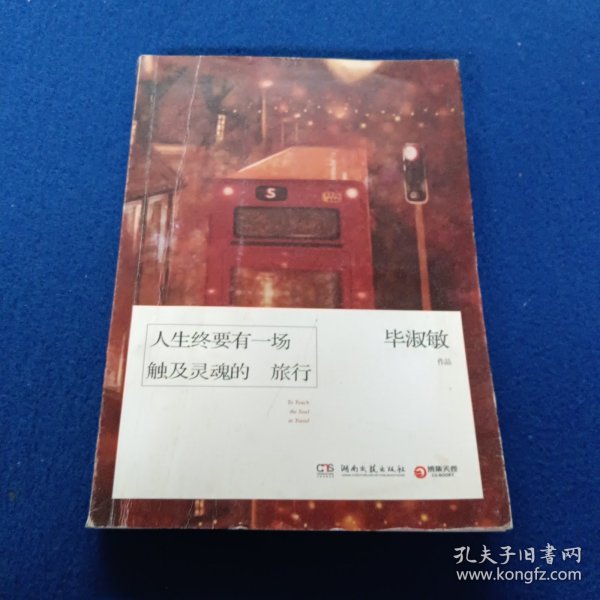 S
人生终要有一场
触及灵魂的 旅行
毕淑敏
作品
To Touch
the Soul
in Travel
湖南文艺出版社
博集天卷
CS-BOOKY
孔夫子旧书网
www.kongfz.com